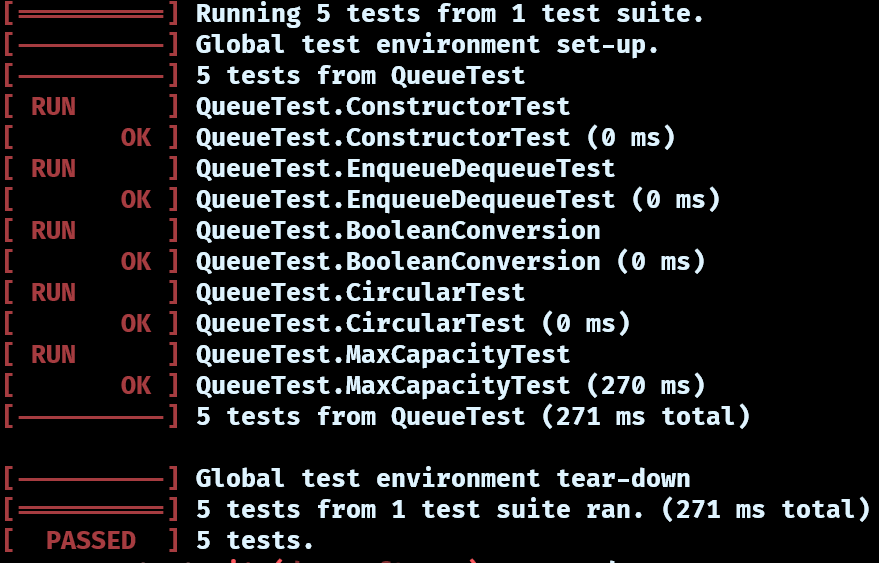 [══════════] Running 5 tests from 1 test suite.
[──────────] Global test environment set-up.
[──────────] 5 tests from QueueTest
[ RUN      ] QueueTest.ConstructorTest
[       OK ] QueueTest.ConstructorTest (0 ms)
[ RUN      ] QueueTest.EnqueueDequeueTest
[       OK ] QueueTest.EnqueueDequeueTest (0 ms)
[ RUN      ] QueueTest.BooleanConversion
[       OK ] QueueTest.BooleanConversion (0 ms)
[ RUN      ] QueueTest.CircularTest
[       OK ] QueueTest.CircularTest (0 ms)
[ RUN      ] QueueTest.MaxCapacityTest
[       OK ] QueueTest.MaxCapacityTest (270 ms)
[──────────] 5 tests from QueueTest (271 ms total)
[──────────] Global test environment tear-down
[══════════] 5 tests from 1 test suite ran. (271 ms total)
[  PASSED  ] 5 tests.